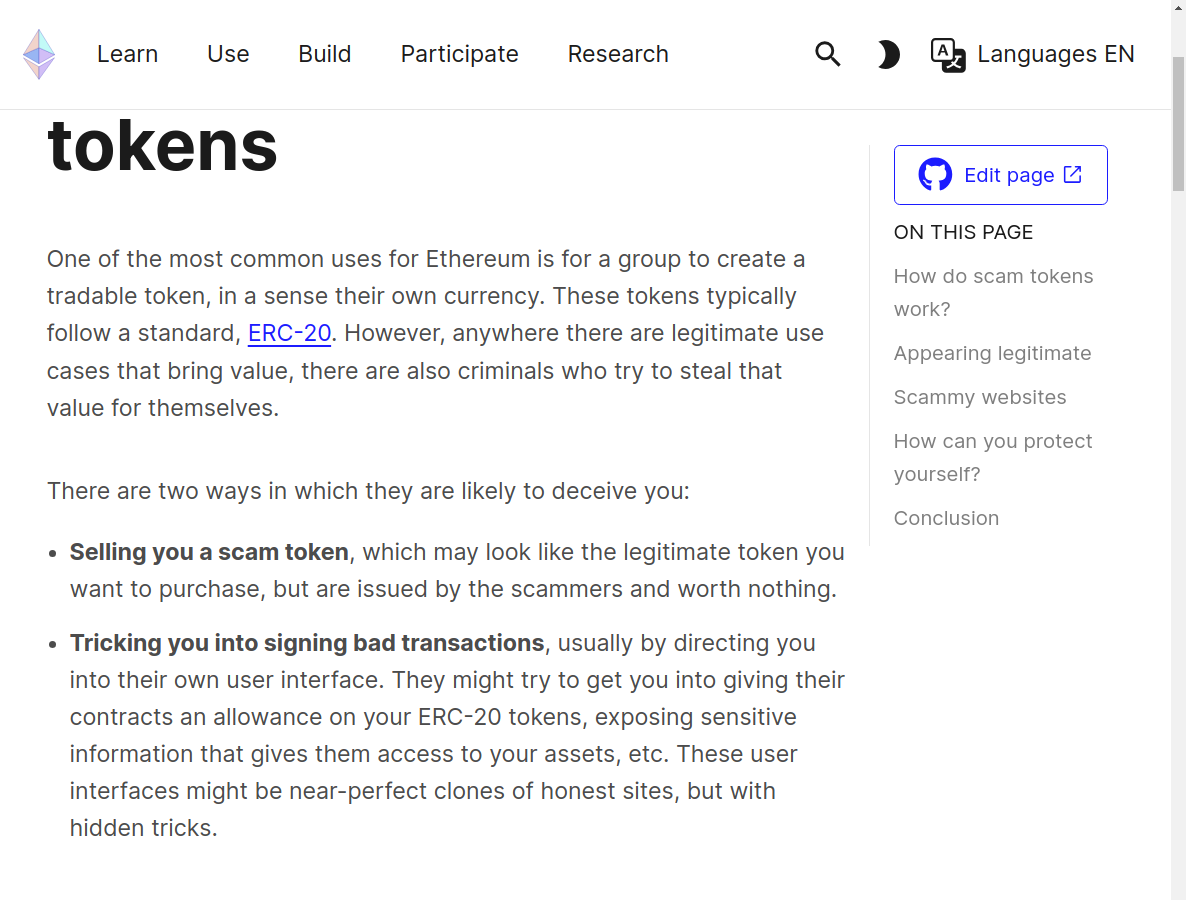 Learn Use Build Participate Research Languages EN
tokens
One of the most common uses for Ethereum is for a group to create a
tradable token, in a sense their own currency. These tokens typically
follow a standard, ERC-20. However, anywhere there are legitimate use
cases that bring value, there are also criminals who try to steal that
value for themselves.
There are two ways in which they are likely to deceive you:
• Selling you a scam token, which may look like the legitimate token you
want to purchase, but are issued by the scammers and worth nothing.
• Tricking you into signing bad transactions, usually by directing you
into their own user interface. They might try to get you into giving their
contracts an allowance on your ERC-20 tokens, exposing sensitive
information that gives them access to your assets, etc. These user
interfaces might be near-perfect clones of honest sites, but with
hidden tricks.
Edit page
ON THIS PAGE
How do scam tokens
work?
Appearing legitimate
Scammy websites
How can you protect
yourself?
Conclusion